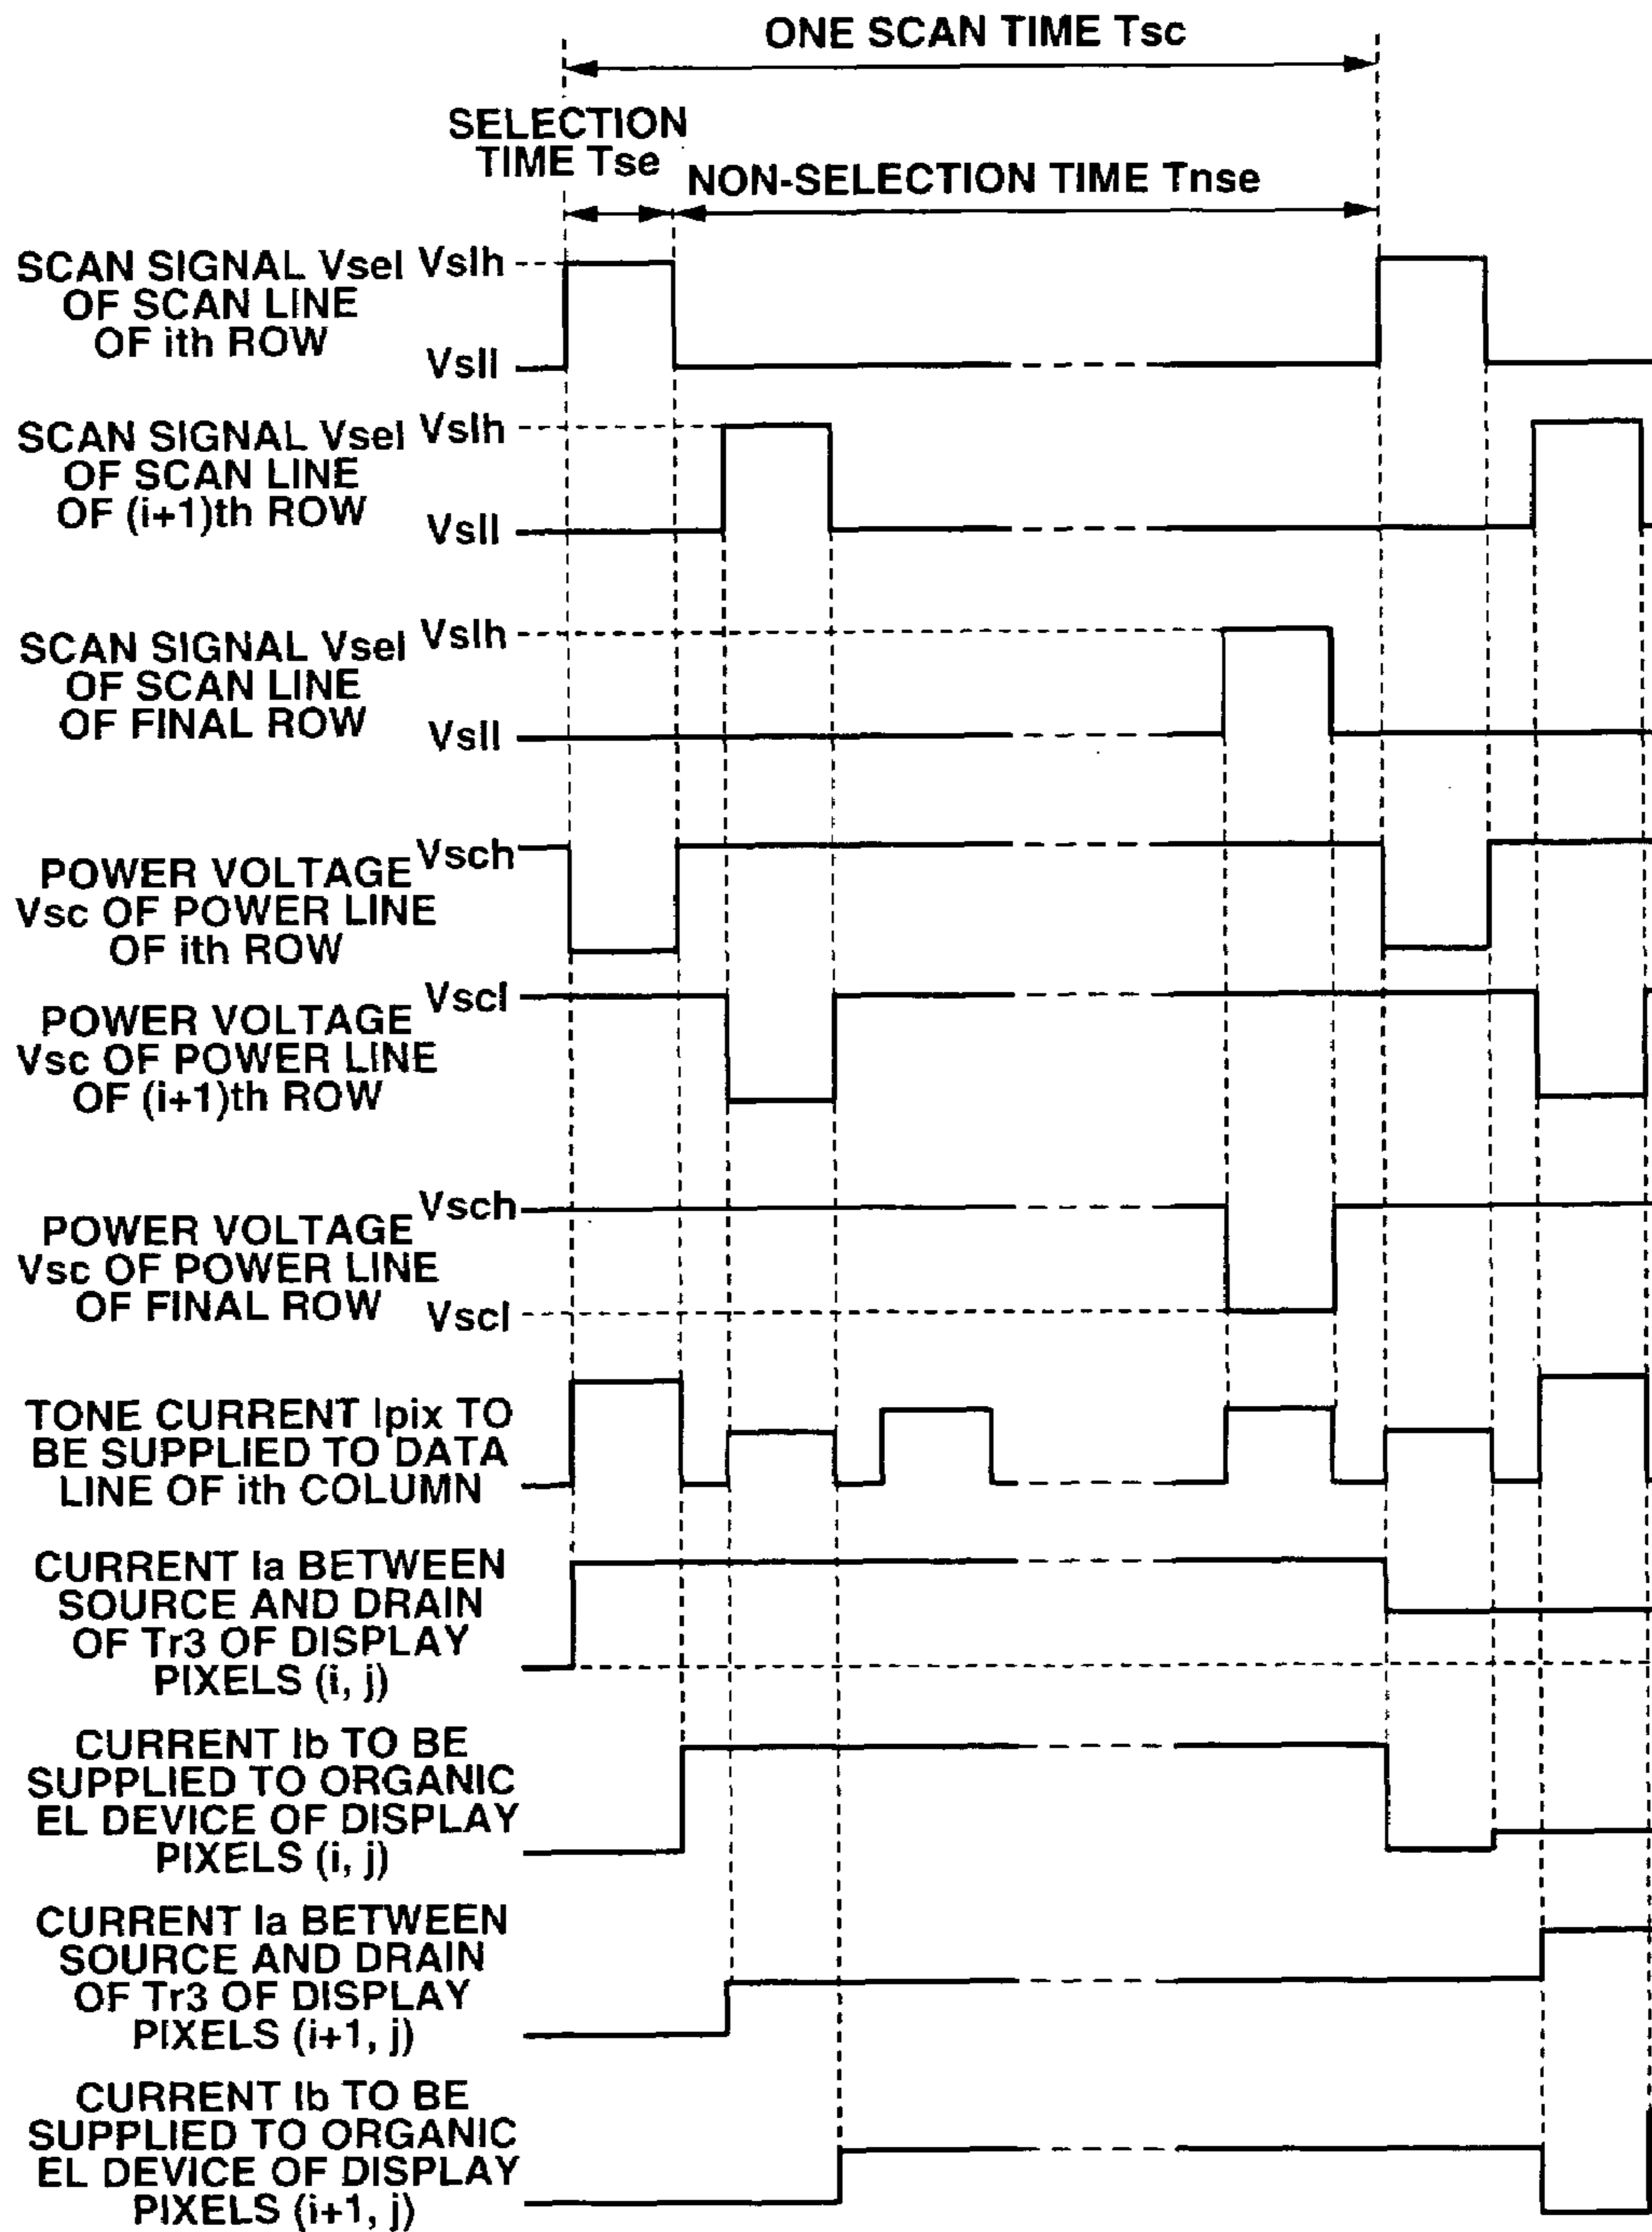 ONE SCAN TIME Tsc
SELECTION
TIME Tse
NON-SELECTION TIME Tnse
SCAN SIGNAL Vsel
OF SCAN LINE
OF ith ROW
Vslh
Vsll
SCAN SIGNAL Vsel
OF SCAN LINE
OF (i+1)th ROW
Vslh
Vsll
SCAN SIGNAL Vsel
OF SCAN LINE
OF FINAL ROW
Vslh
Vsll
POWER VOLTAGE
Vsc OF POWER LINE
OF ith ROW
Vsch
POWER VOLTAGE
Vsc OF POWER LINE
OF (i+1)th ROW
Vscl
POWER VOLTAGE
Vsc OF POWER LINE
OF FINAL ROW
Vsch
Vscl
TONE CURRENT Ipix TO
BE SUPPLIED TO DATA
LINE OF ith COLUMN
CURRENT Ia BETWEEN
SOURCE AND DRAIN
OF Tr3 OF DISPLAY
PIXELS (i, j)
CURRENT Ib TO BE
SUPPLIED TO ORGANIC
EL DEVICE OF DISPLAY
PIXELS (i, j)
CURRENT Ia BETWEEN
SOURCE AND DRAIN
OF Tr3 OF DISPLAY
PIXELS (i+1, j)
CURRENT Ib TO BE
SUPPLIED TO ORGANIC
EL DEVICE OF DISPLAY
PIXELS (i+1, j)